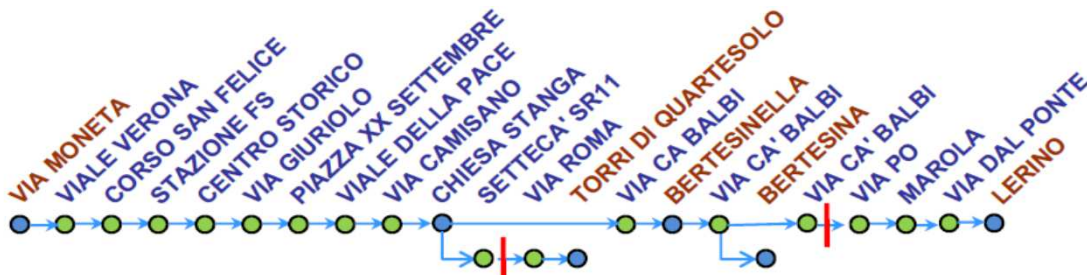 VIA MONETA
VIALE VERONA
CORSO SAN FELICE
STAZIONE FS
CENTRO STORICO
VIA GIURIOLO
PIAZZA XX SETTEMBRE
VIALE DELLA PACE
VIA CAMISANO
CHIESA STANGA
SETTECA' SR11
VIA ROMA
TORRI DI QUARTESOLO
VIA CA BALBI
BERTESINELLA
VIA CA' BALBI
BERTESINA
VIA CA' BALBI
VIA PO
MAROLA
VIA DAL PONTE
LERINO